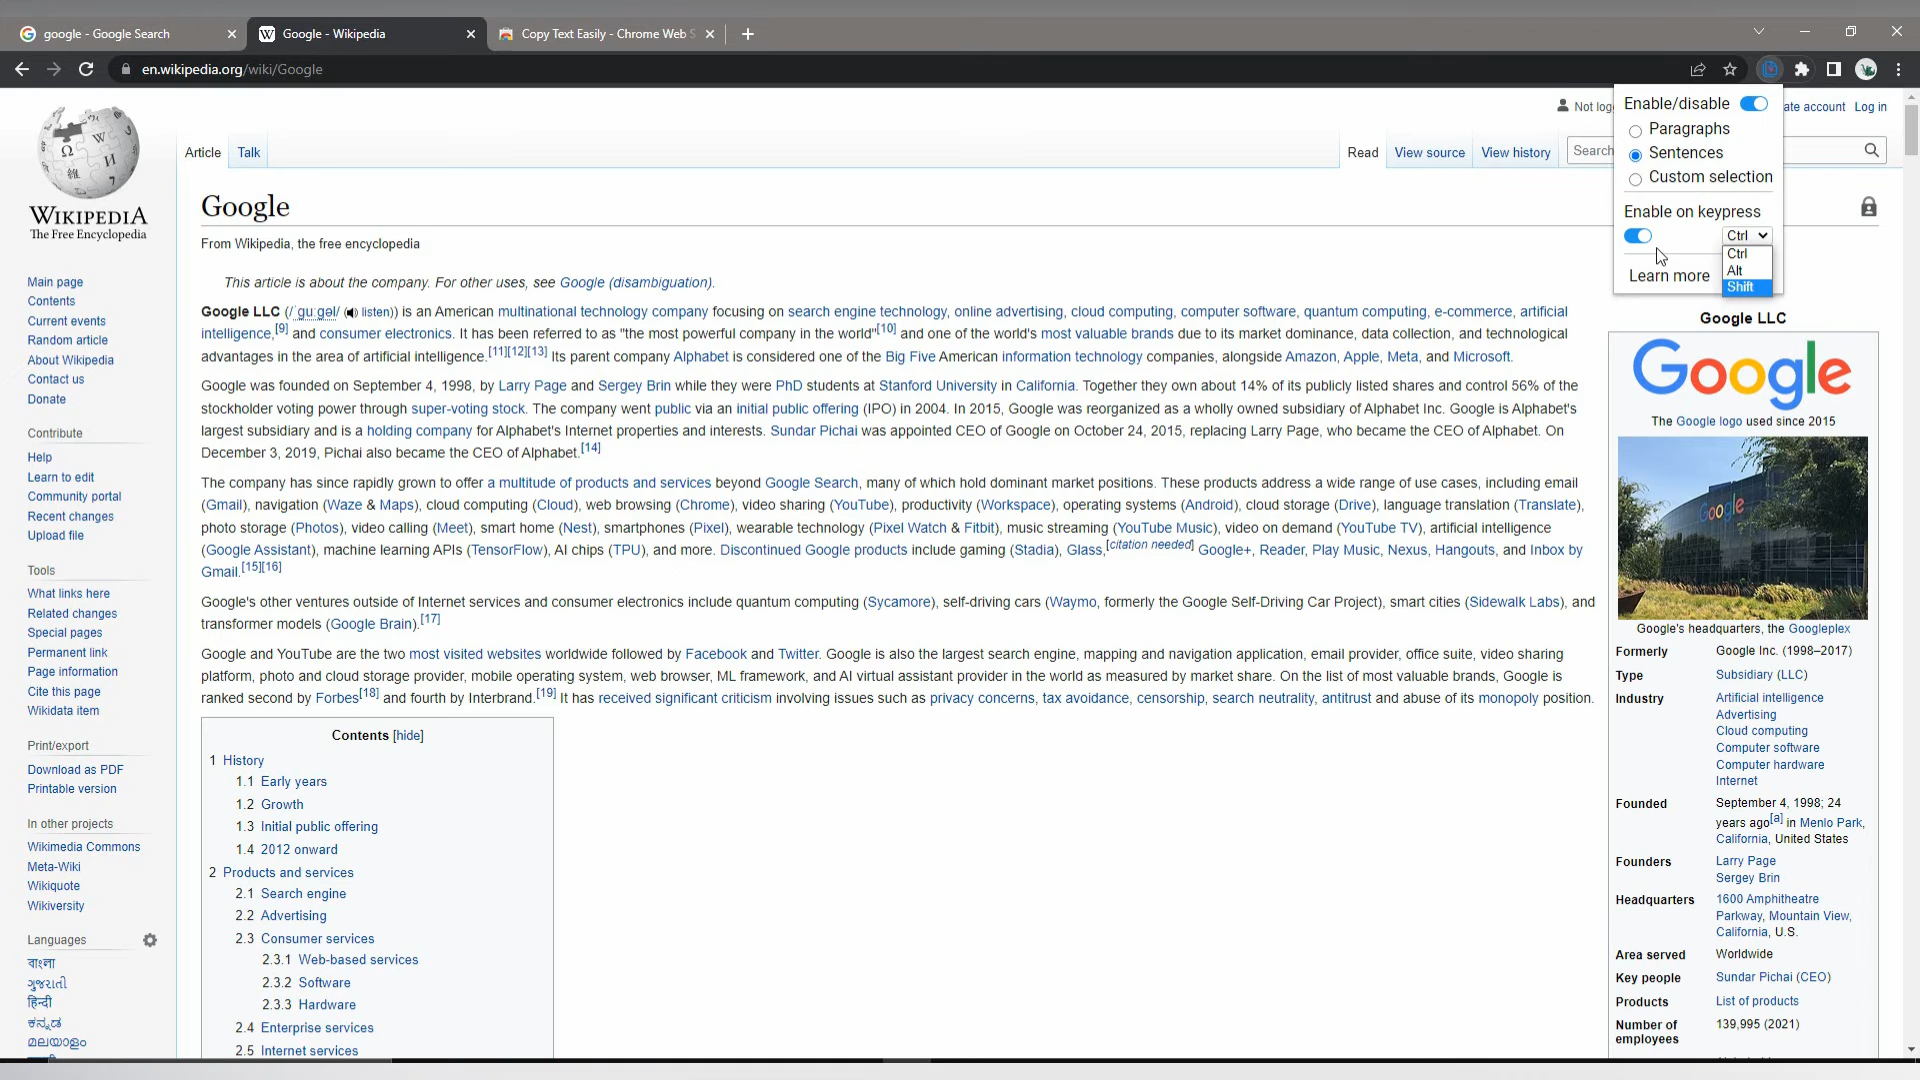 google - Google Search
Google - Wikipedia
Copy Text Easily - Chrome Web S
en.wikipedia.org/wiki/Google
Enable/disable
Paragraphs
Sentences
Custom selection
Enable on keypress
Ctrl
Ctrl
Alt
Shift
Learn more
WIKIPEDIA
The Free Encyclopedia
Main page
Contents
Current events
Random article
About Wikipedia
Contact us
Donate
Contribute
Help
Learn to edit
Community portal
Recent changes
Upload file
Tools
What links here
Related changes
Special pages
Permanent link
Page information
Cite this page
Wikidata item
Print/export
Download as PDF
Printable version
In other projects
Wikimedia Commons
Meta-Wiki
Wikiquote
Wikiversity
Languages
বাংলা
ગુજરાતી
हिन्दी
ಕನ್ನಡ
മലയാളം
Not log
ate account Log in
Article Talk
Read View source View history
Search
Google
From Wikipedia, the free encyclopedia
This article is about the company. For other uses, see Google (disambiguation).
Google LLC (/ˈɡuːɡəl/ ( listen)) is an American multinational technology company focusing on search engine technology, online advertising, cloud computing, computer software, quantum computing, e-commerce, artificial
intelligence,[9] and consumer electronics. It has been referred to as "the most powerful company in the world"[10] and one of the world's most valuable brands due to its market dominance, data collection, and technological
advantages in the area of artificial intelligence.[11][12][13] Its parent company Alphabet is considered one of the Big Five American information technology companies, alongside Amazon, Apple, Meta, and Microsoft.
Google was founded on September 4, 1998, by Larry Page and Sergey Brin while they were PhD students at Stanford University in California. Together they own about 14% of its publicly listed shares and control 56% of the
stockholder voting power through super-voting stock. The company went public via an initial public offering (IPO) in 2004. In 2015, Google was reorganized as a wholly owned subsidiary of Alphabet Inc. Google is Alphabet's
largest subsidiary and is a holding company for Alphabet's Internet properties and interests. Sundar Pichai was appointed CEO of Google on October 24, 2015, replacing Larry Page, who became the CEO of Alphabet. On
December 3, 2019, Pichai also became the CEO of Alphabet.[14]
The company has since rapidly grown to offer a multitude of products and services beyond Google Search, many of which hold dominant market positions. These products address a wide range of use cases, including email
(Gmail), navigation (Waze & Maps), cloud computing (Cloud), web browsing (Chrome), video sharing (YouTube), productivity (Workspace), operating systems (Android), cloud storage (Drive), language translation (Translate),
photo storage (Photos), video calling (Meet), smart home (Nest), smartphones (Pixel), wearable technology (Pixel Watch & Fitbit), music streaming (YouTube Music), video on demand (YouTube TV), artificial intelligence
(Google Assistant), machine learning APIs (TensorFlow), AI chips (TPU), and more. Discontinued Google products include gaming (Stadia), Glass,[citation needed] Google+, Reader, Play Music, Nexus, Hangouts, and Inbox by
Gmail.[15][16]
Google's other ventures outside of Internet services and consumer electronics include quantum computing (Sycamore), self-driving cars (Waymo, formerly the Google Self-Driving Car Project), smart cities (Sidewalk Labs), and
transformer models (Google Brain).[17]
Google and YouTube are the two most visited websites worldwide followed by Facebook and Twitter. Google is also the largest search engine, mapping and navigation application, email provider, office suite, video sharing
platform, photo and cloud storage provider, mobile operating system, web browser, ML framework, and AI virtual assistant provider in the world as measured by market share. On the list of most valuable brands, Google is
ranked second by Forbes[18] and fourth by Interbrand.[19] It has received significant criticism involving issues such as privacy concerns, tax avoidance, censorship, search neutrality, antitrust and abuse of its monopoly position.
Contents [hide]
1 History
1.1 Early years
1.2 Growth
1.3 Initial public offering
1.4 2012 onward
2 Products and services
2.1 Search engine
2.2 Advertising
2.3 Consumer services
2.3.1 Web-based services
2.3.2 Software
2.3.3 Hardware
2.4 Enterprise services
2.5 Internet services
Google LLC
Google
The Google logo used since 2015
Google
Google's headquarters, the Googleplex
Formerly Google Inc. (1998–2017)
Type Subsidiary (LLC)
Industry Artificial intelligence
Advertising
Cloud computing
Computer software
Computer hardware
Internet
Founded September 4, 1998; 24
years ago[a] in Menlo Park,
California, United States
Founders Larry Page
Sergey Brin
Headquarters 1600 Amphitheatre
Parkway, Mountain View,
California, U.S.
Area served Worldwide
Key people Sundar Pichai (CEO)
Products List of products
Number of 139,995 (2021)
employees